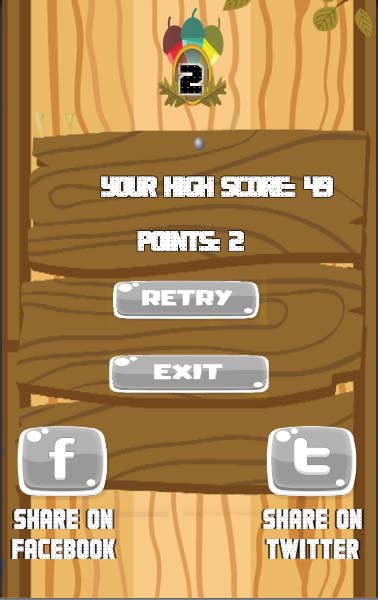 2
YOUR HIGH SCORE: 49
POINTS: 2
RETRY
EXIT
f
t
SHARE ON
FACEBOOK
SHARE ON
TWITTER